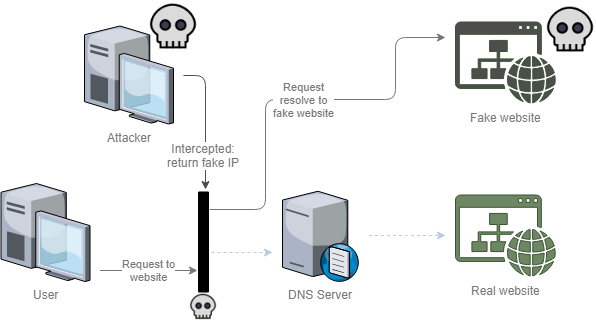 Attacker
Intercepted:
return fake IP
Request
resolve to
fake website
Fake website
User
Request to
website
DNS Server
Real website